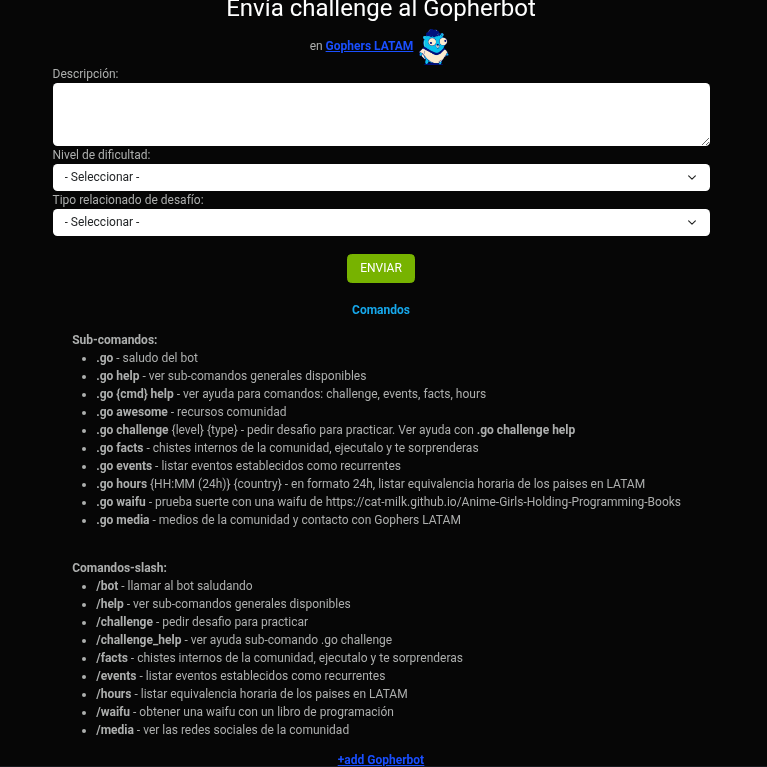 Envia challenge al Gopherbot
en Gophers LATAM
Descripción:
Nivel de dificultad:
- Seleccionar -
Tipo relacionado de desafío:
- Seleccionar -
ENVIAR
Comandos
Sub-comandos:
• .go - saludo del bot
• .go help - ver sub-comandos generales disponibles
• .go {cmd} help - ver ayuda para comandos: challenge, events, facts, hours
• .go awesome - recursos comunidad
• .go challenge {level} {type} - pedir desafio para practicar. Ver ayuda con .go challenge help
• .go facts - chistes internos de la comunidad, ejecutalo y te sorprenderas
• .go events - listar eventos establecidos como recurrentes
• .go hours {HH:MM (24h)} {country} - en formato 24h, listar equivalencia horaria de los paises en LATAM
• .go waifu - prueba suerte con una waifu de https://cat-milk.github.io/Anime-Girls-Holding-Programming-Books
• .go media - medios de la comunidad y contacto con Gophers LATAM
Comandos-slash:
• /bot - llamar al bot saludando
• /help - ver sub-comandos generales disponibles
• /challenge - pedir desafio para practicar
• /challenge_help - ver ayuda sub-comando .go challenge
• /facts - chistes internos de la comunidad, ejecutalo y te sorprenderas
• /events - listar eventos establecidos como recurrentes
• /hours - listar equivalencia horaria de los paises en LATAM
• /waifu - obtener una waifu con un libro de programación
• /media - ver las redes sociales de la comunidad
+add Gopherbot